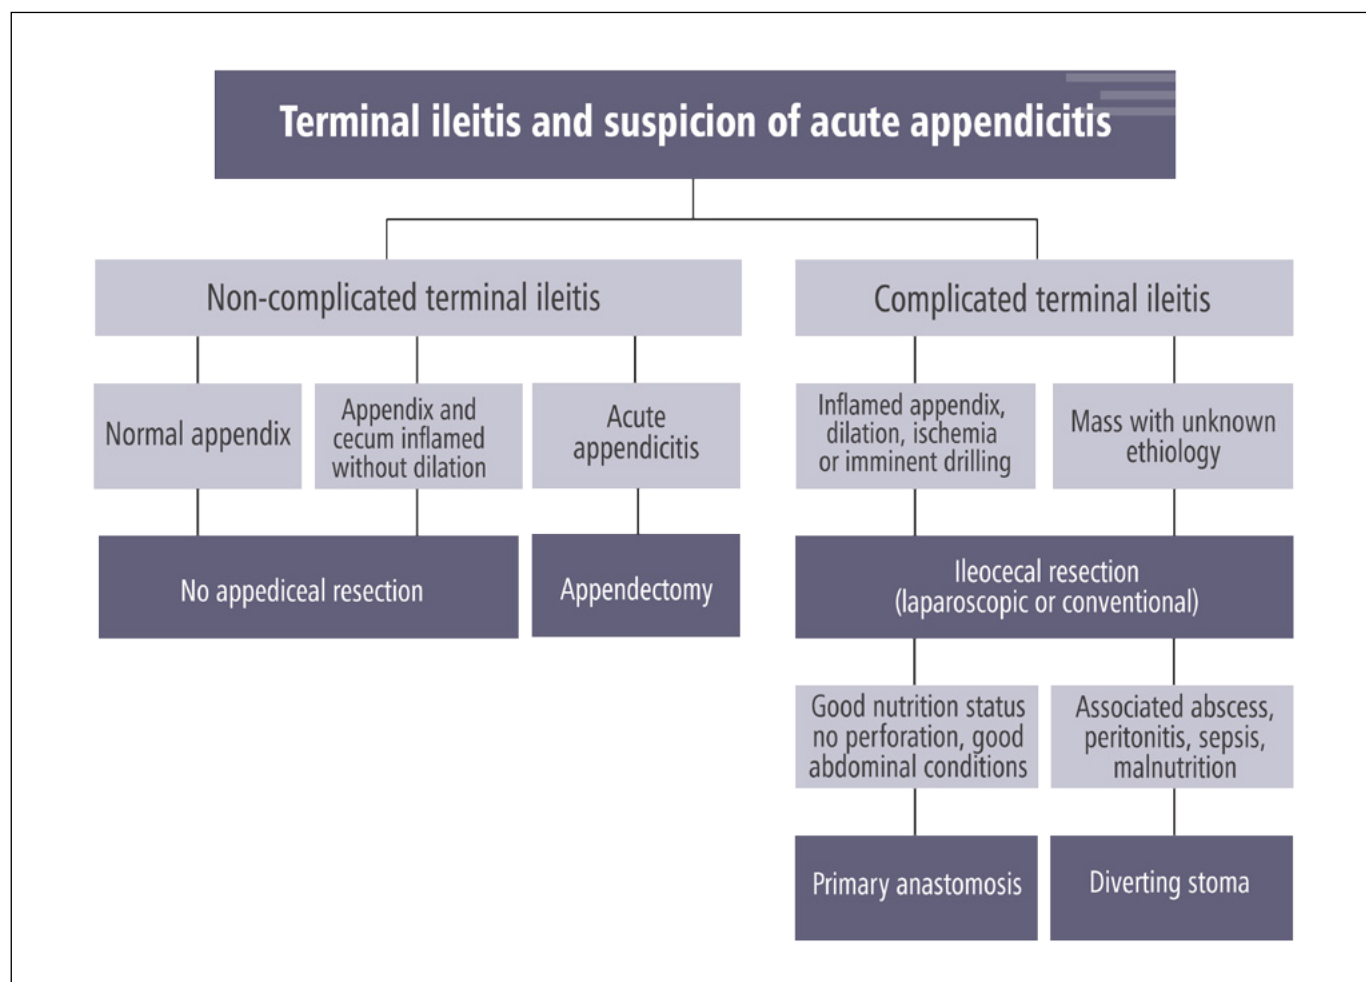 Terminal ileitis and suspicion of acute appendicitis
Non-complicated terminal ileitis
Complicated terminal ileitis
Normal appendix
Appendix and
cecum inflamed
without dilation
Acute
appendicitis
Inflamed appendix,
dilation, ischemia
or imminent drilling
Mass with unknown
ethiology
No appediceal resection
Appendectomy
Ileocecal resection
(laparoscopic or conventional)
Good nutrition status
no perforation, good
abdominal conditions
Associated abscess,
peritonitis, sepsis,
malnutrition
Primary anastomosis
Diverting stoma